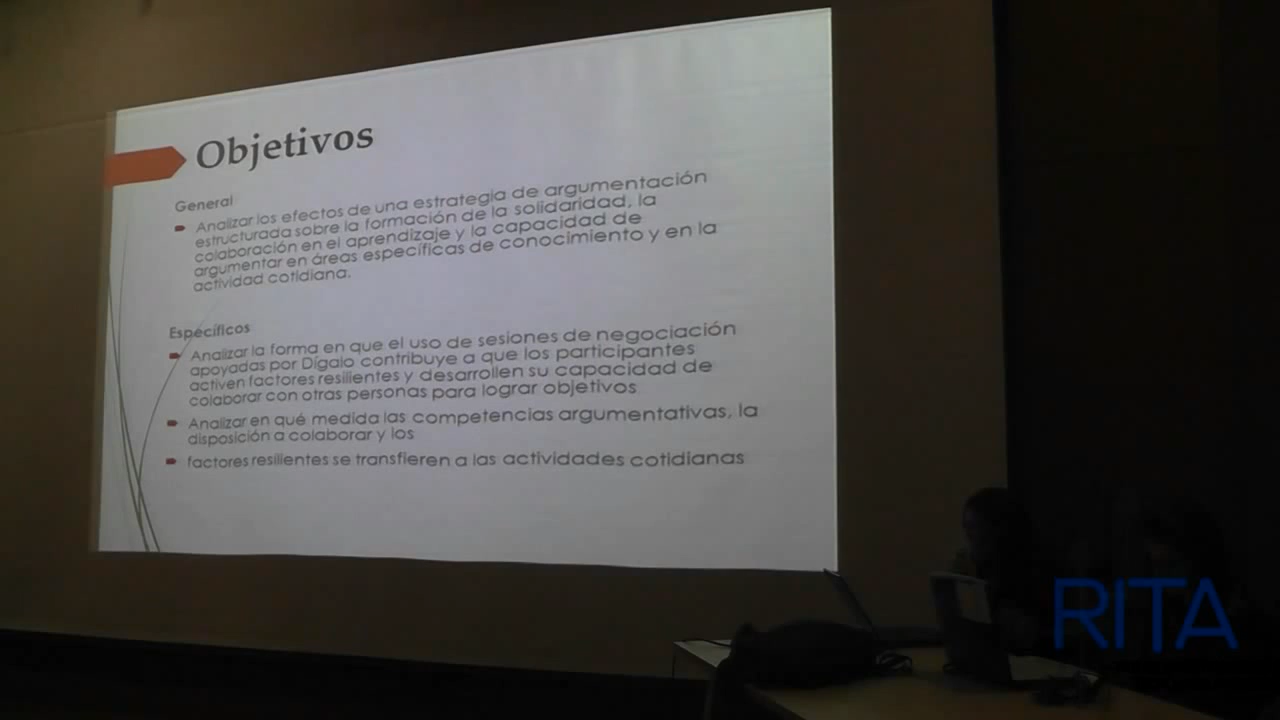 Objetivos
General
Analizar los efectos de una estrategia de argumentación
estructurada sobre la formación de la solidaridad, la
colaboración en el aprendizaje y la capacidad de
argumentar en áreas específicas de conocimiento y en la
actividad cotidiana.
Específicos
Analizar la forma en que el uso de sesiones de negociación
apoyadas por Dígalo contribuye a que los participantes
activen factores resilientes y desarrollen su capacidad de
colaborar con otras personas para lograr objetivos
Analizar en qué medida las competencias argumentativas, la
disposición a colaborar y los
factores resilientes se transfieren a las actividades cotidianas
RITA